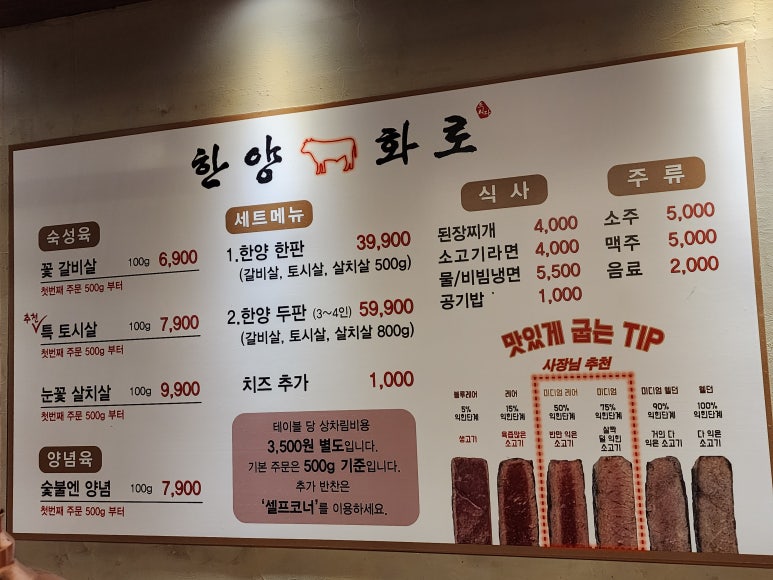 한양 화로
숙성육
꽃 갈비살 100g 6,900
첫번째 주문 500g 부터
추천
특 토시살 100g 7,900
첫번째 주문 500g 부터
눈꽃 살치살 100g 9,900
첫번째 주문 500g 부터
양념육
숯불엔 양념 100g 7,900
첫번째 주문 500g 부터
세트메뉴
1.한양 한판 39,900
(갈비살, 토시살, 살치살 500g)
2.한양 두판 (3~4인) 59,900
(갈비살, 토시살, 살치살 800g)
치즈 추가 1,000
테이블 당 상차림비용
3,500원 별도입니다.
기본 주문은 500g 기준입니다.
추가 반찬은
'셀프코너'를 이용하세요.
식사
된장찌개 4,000
소고기라면 4,000
물/비빔냉면 5,500
공기밥 1,000
주류
소주 5,000
맥주 5,000
음료 2,000
맛있게 굽는 TIP
사장님 추천
블루레어 레어 미디엄 레어 미디엄 미디엄 웰던 웰던
5% 15% 50% 75% 90% 100%
익힌단계 익힌단계 익힌단계 익힌단계 익힌단계 익힌단계
생고기 육즙많은 반만 익은 살짝 거의 다 다 익은
소고기 소고기 덜 익힌 익은 소고기 소고기
소고기